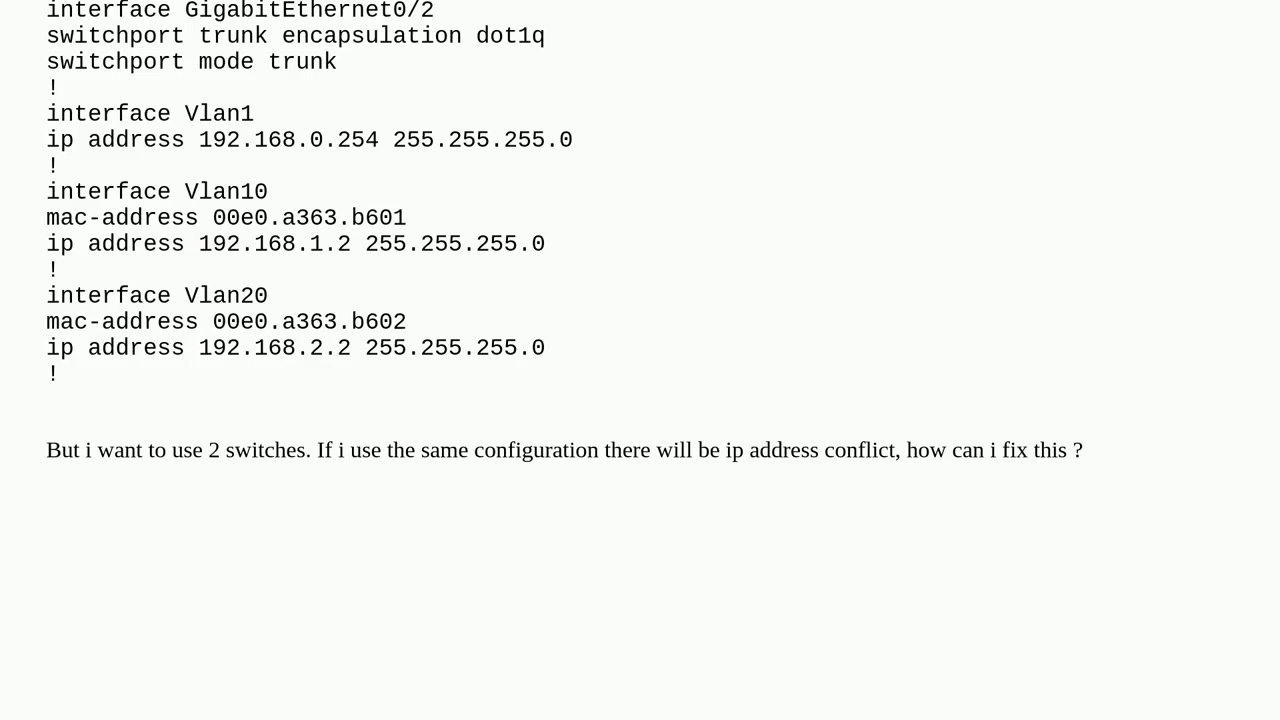 interface GigabitEthernet0/2
switchport trunk encapsulation dot1q
switchport mode trunk
!
interface Vlan1
ip address 192.168.0.254 255.255.255.0
!
interface Vlan10
mac-address 00e0.a363.b601
ip address 192.168.1.2 255.255.255.0
!
interface Vlan20
mac-address 00e0.a363.b602
ip address 192.168.2.2 255.255.255.0
!
But i want to use 2 switches. If i use the same configuration there will be ip address conflict, how can i fix this ?